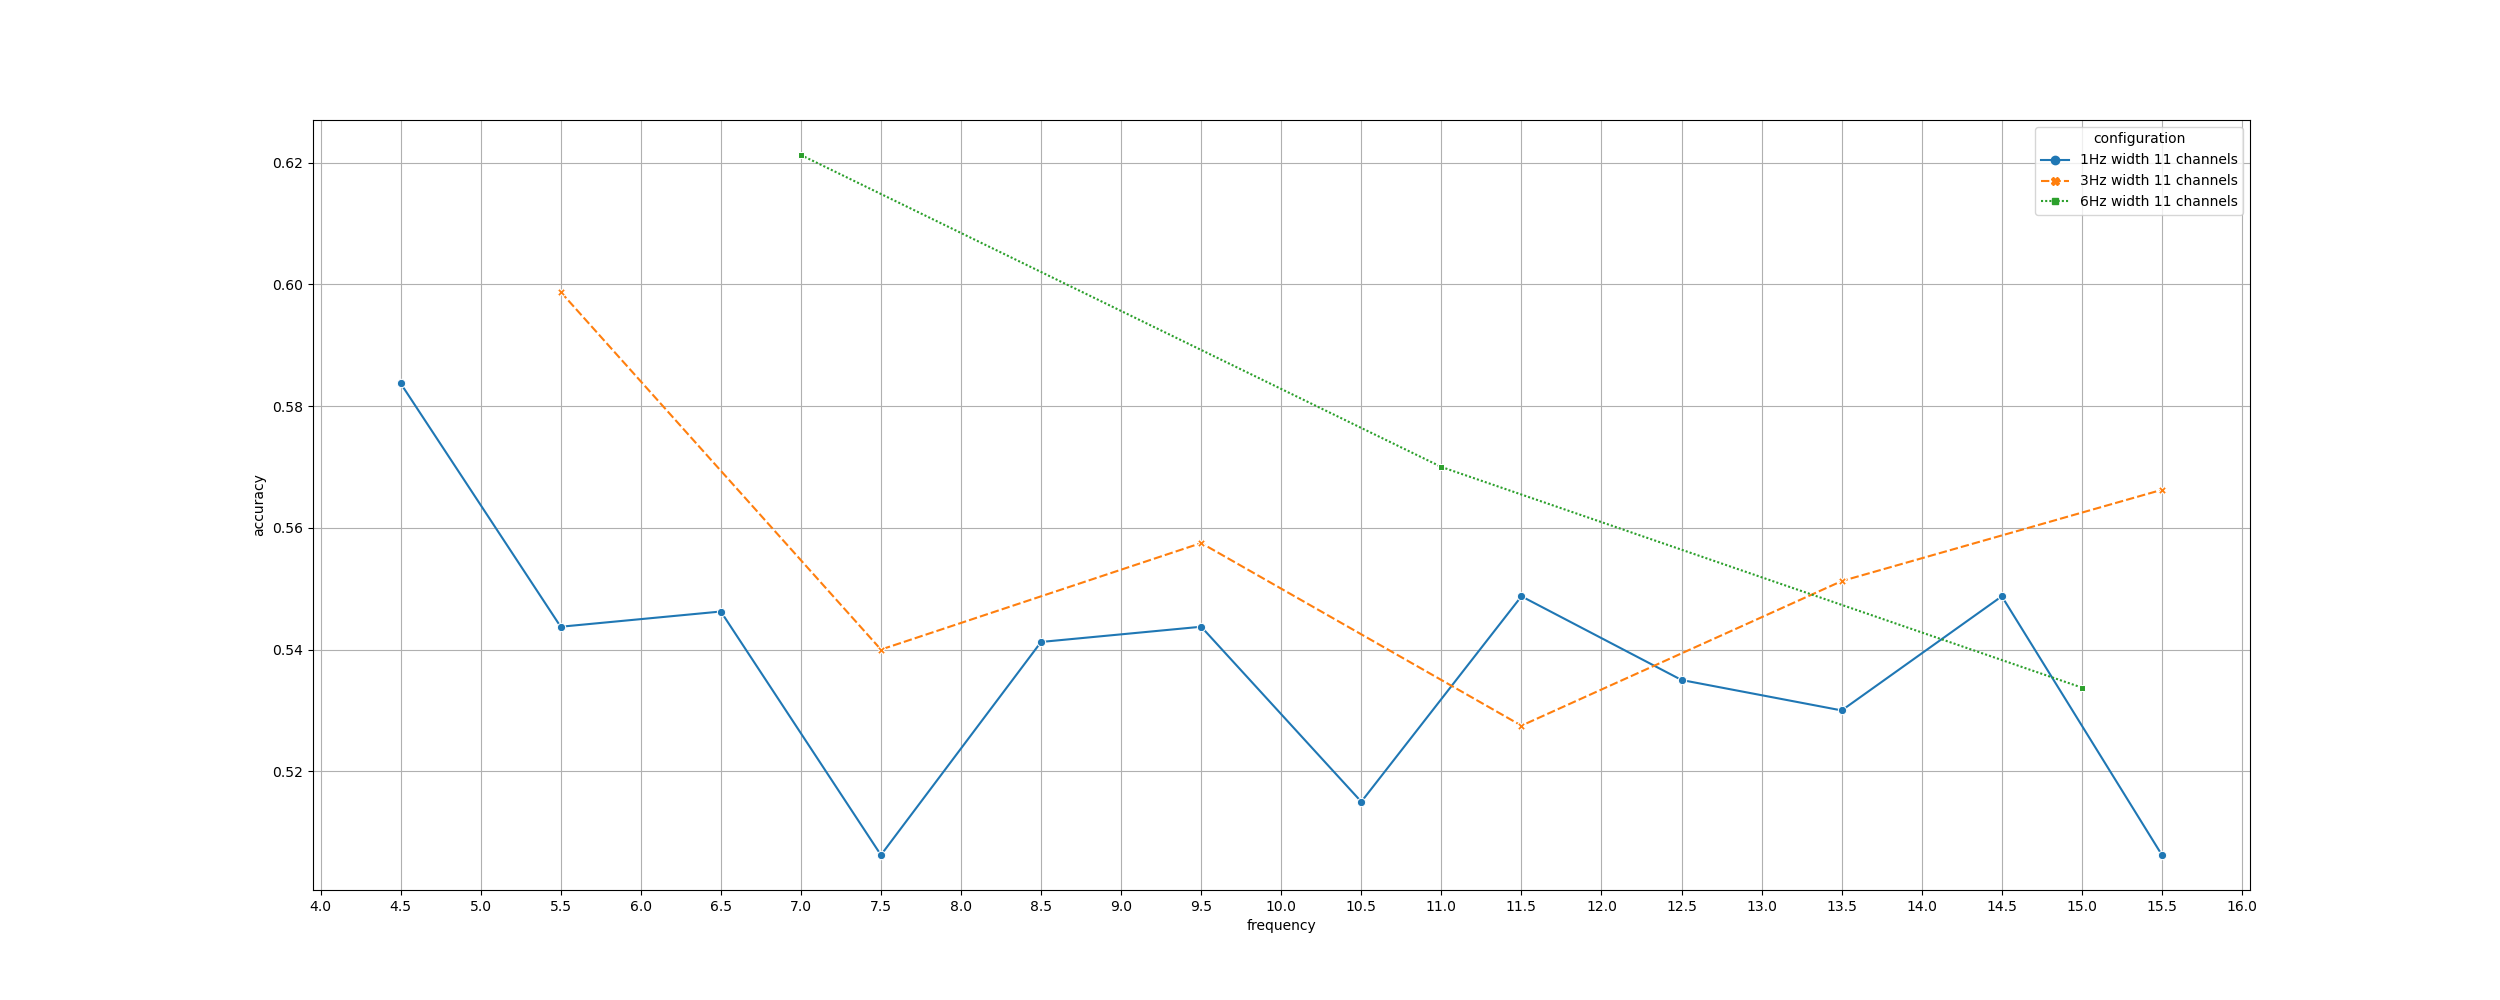 configuration
1Hz width 11 channels
3Hz width 11 channels
6Hz width 11 channels
0.62
0.60
0.58
0.56
0.54
0.52
accuracy
4.0 4.5 5.0 5.5 6.0 6.5 7.0 7.5 8.0 8.5 9.0 9.5 10.0 10.5 11.0 11.5 12.0 12.5 13.0 13.5 14.0 14.5 15.0 15.5 16.0
frequency